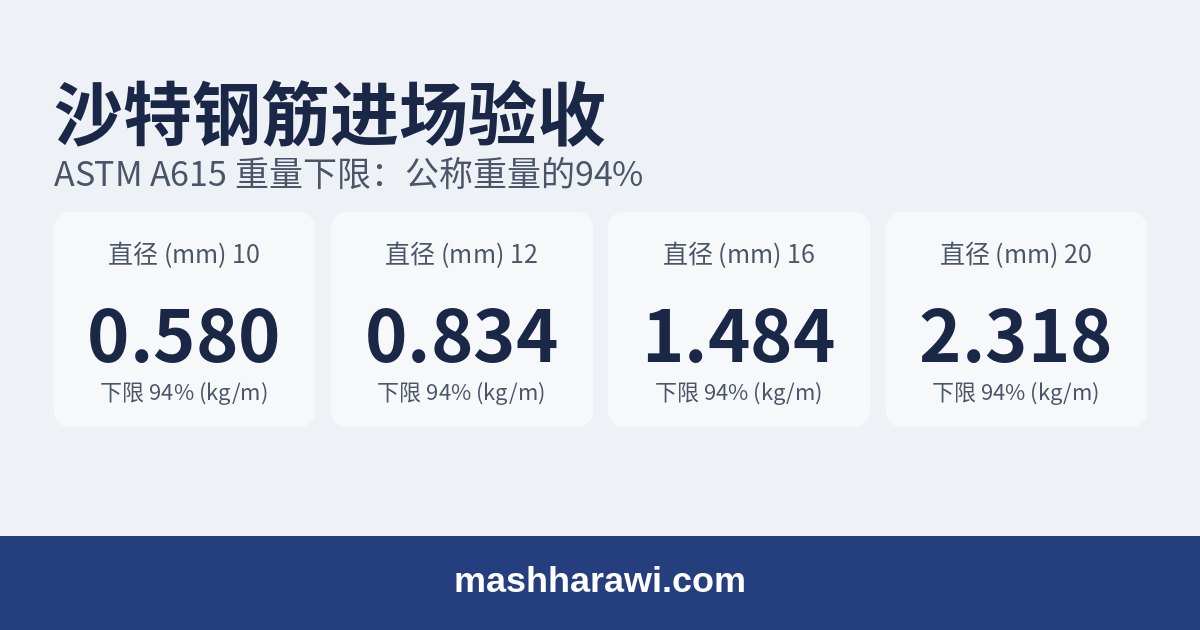 沙特钢筋进场验收
ASTM A615 重量下限：公称重量的94%
直径 (mm) 10
0.580
下限 94% (kg/m)
直径 (mm) 12
0.834
下限 94% (kg/m)
直径 (mm) 16
1.484
下限 94% (kg/m)
直径 (mm) 20
2.318
下限 94% (kg/m)
mashharawi.com